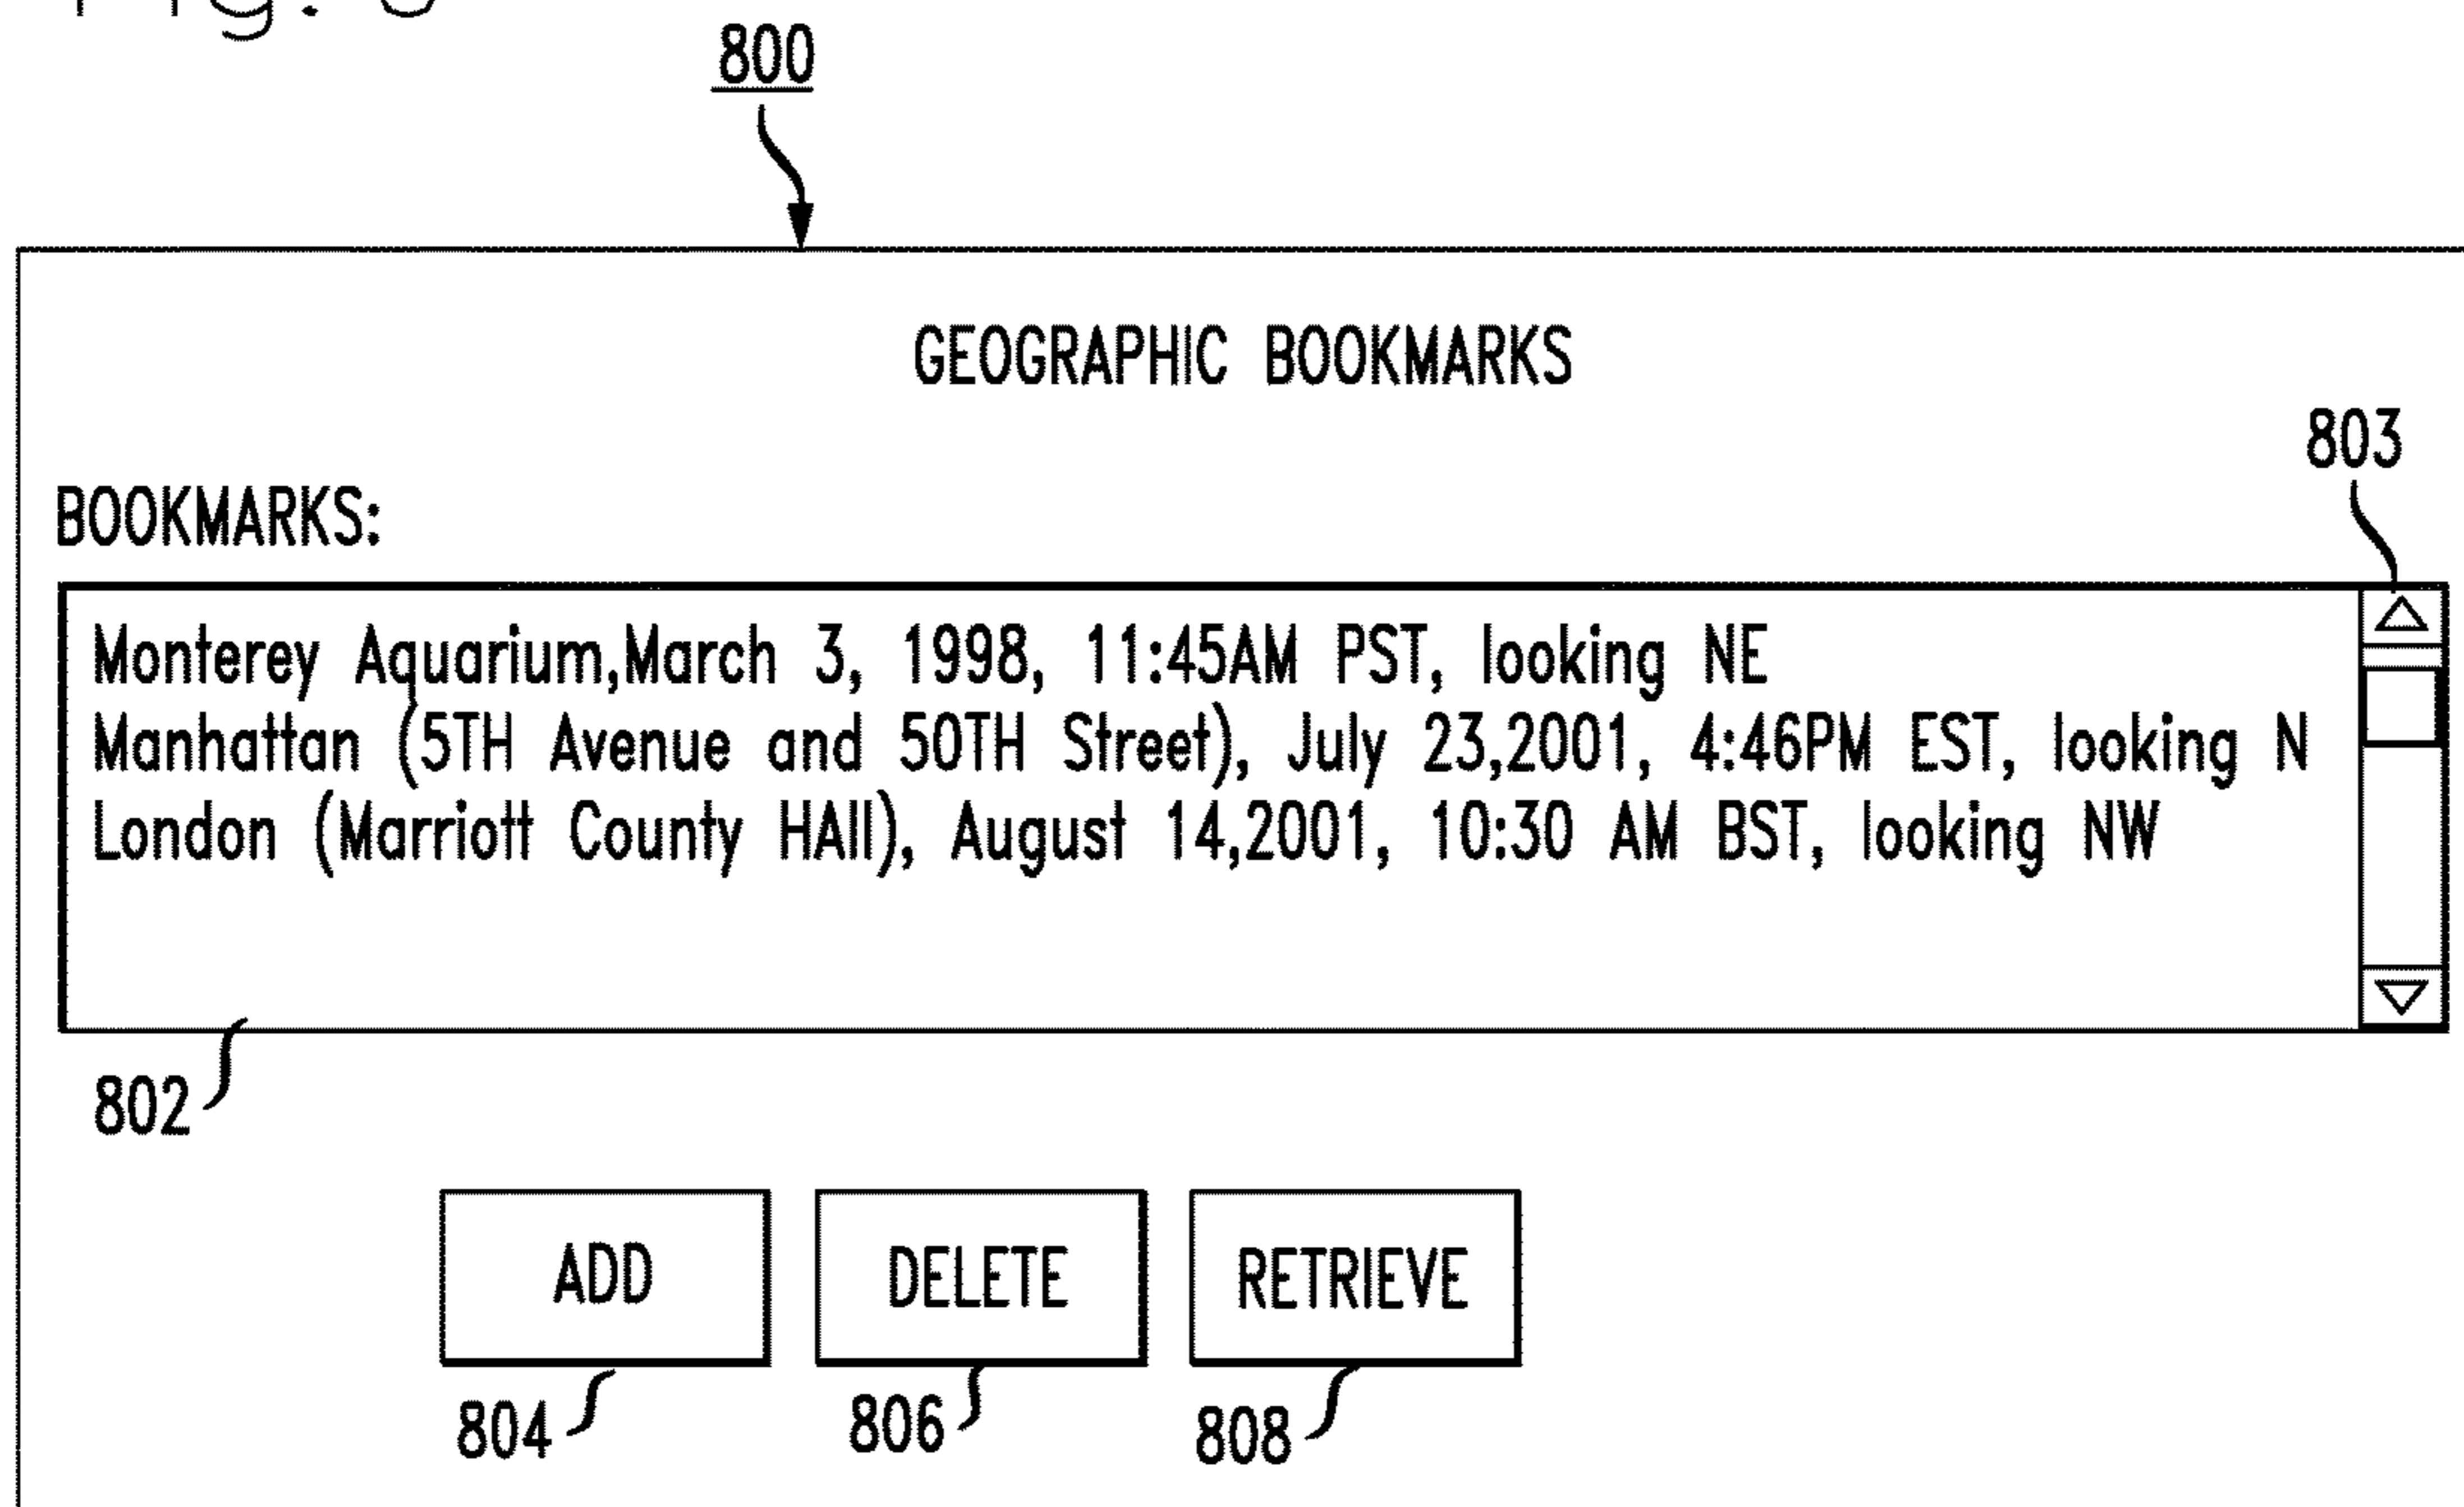 Fig. 8
800
GEOGRAPHIC BOOKMARKS
803
BOOKMARKS:
Monterey Aquarium,March 3, 1998, 11:45AM PST, looking NE
Manhattan (5TH Avenue and 50TH Street), July 23,2001, 4:46PM EST, looking N
London (Marriott County HAll), August 14,2001, 10:30 AM BST, looking NW
802
ADD DELETE RETRIEVE
804 806 808